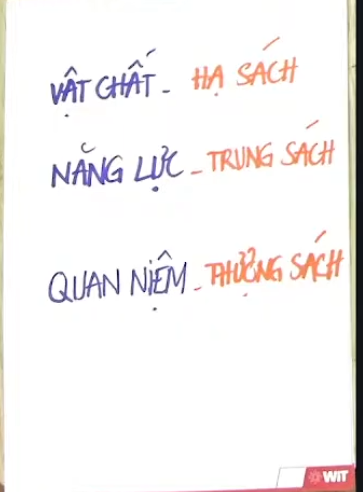 VẬT CHẤT - HẠ SÁCH
NĂNG LỰC - TRUNG SÁCH
QUAN NIỆM - THƯỢNG SÁCH
WIT